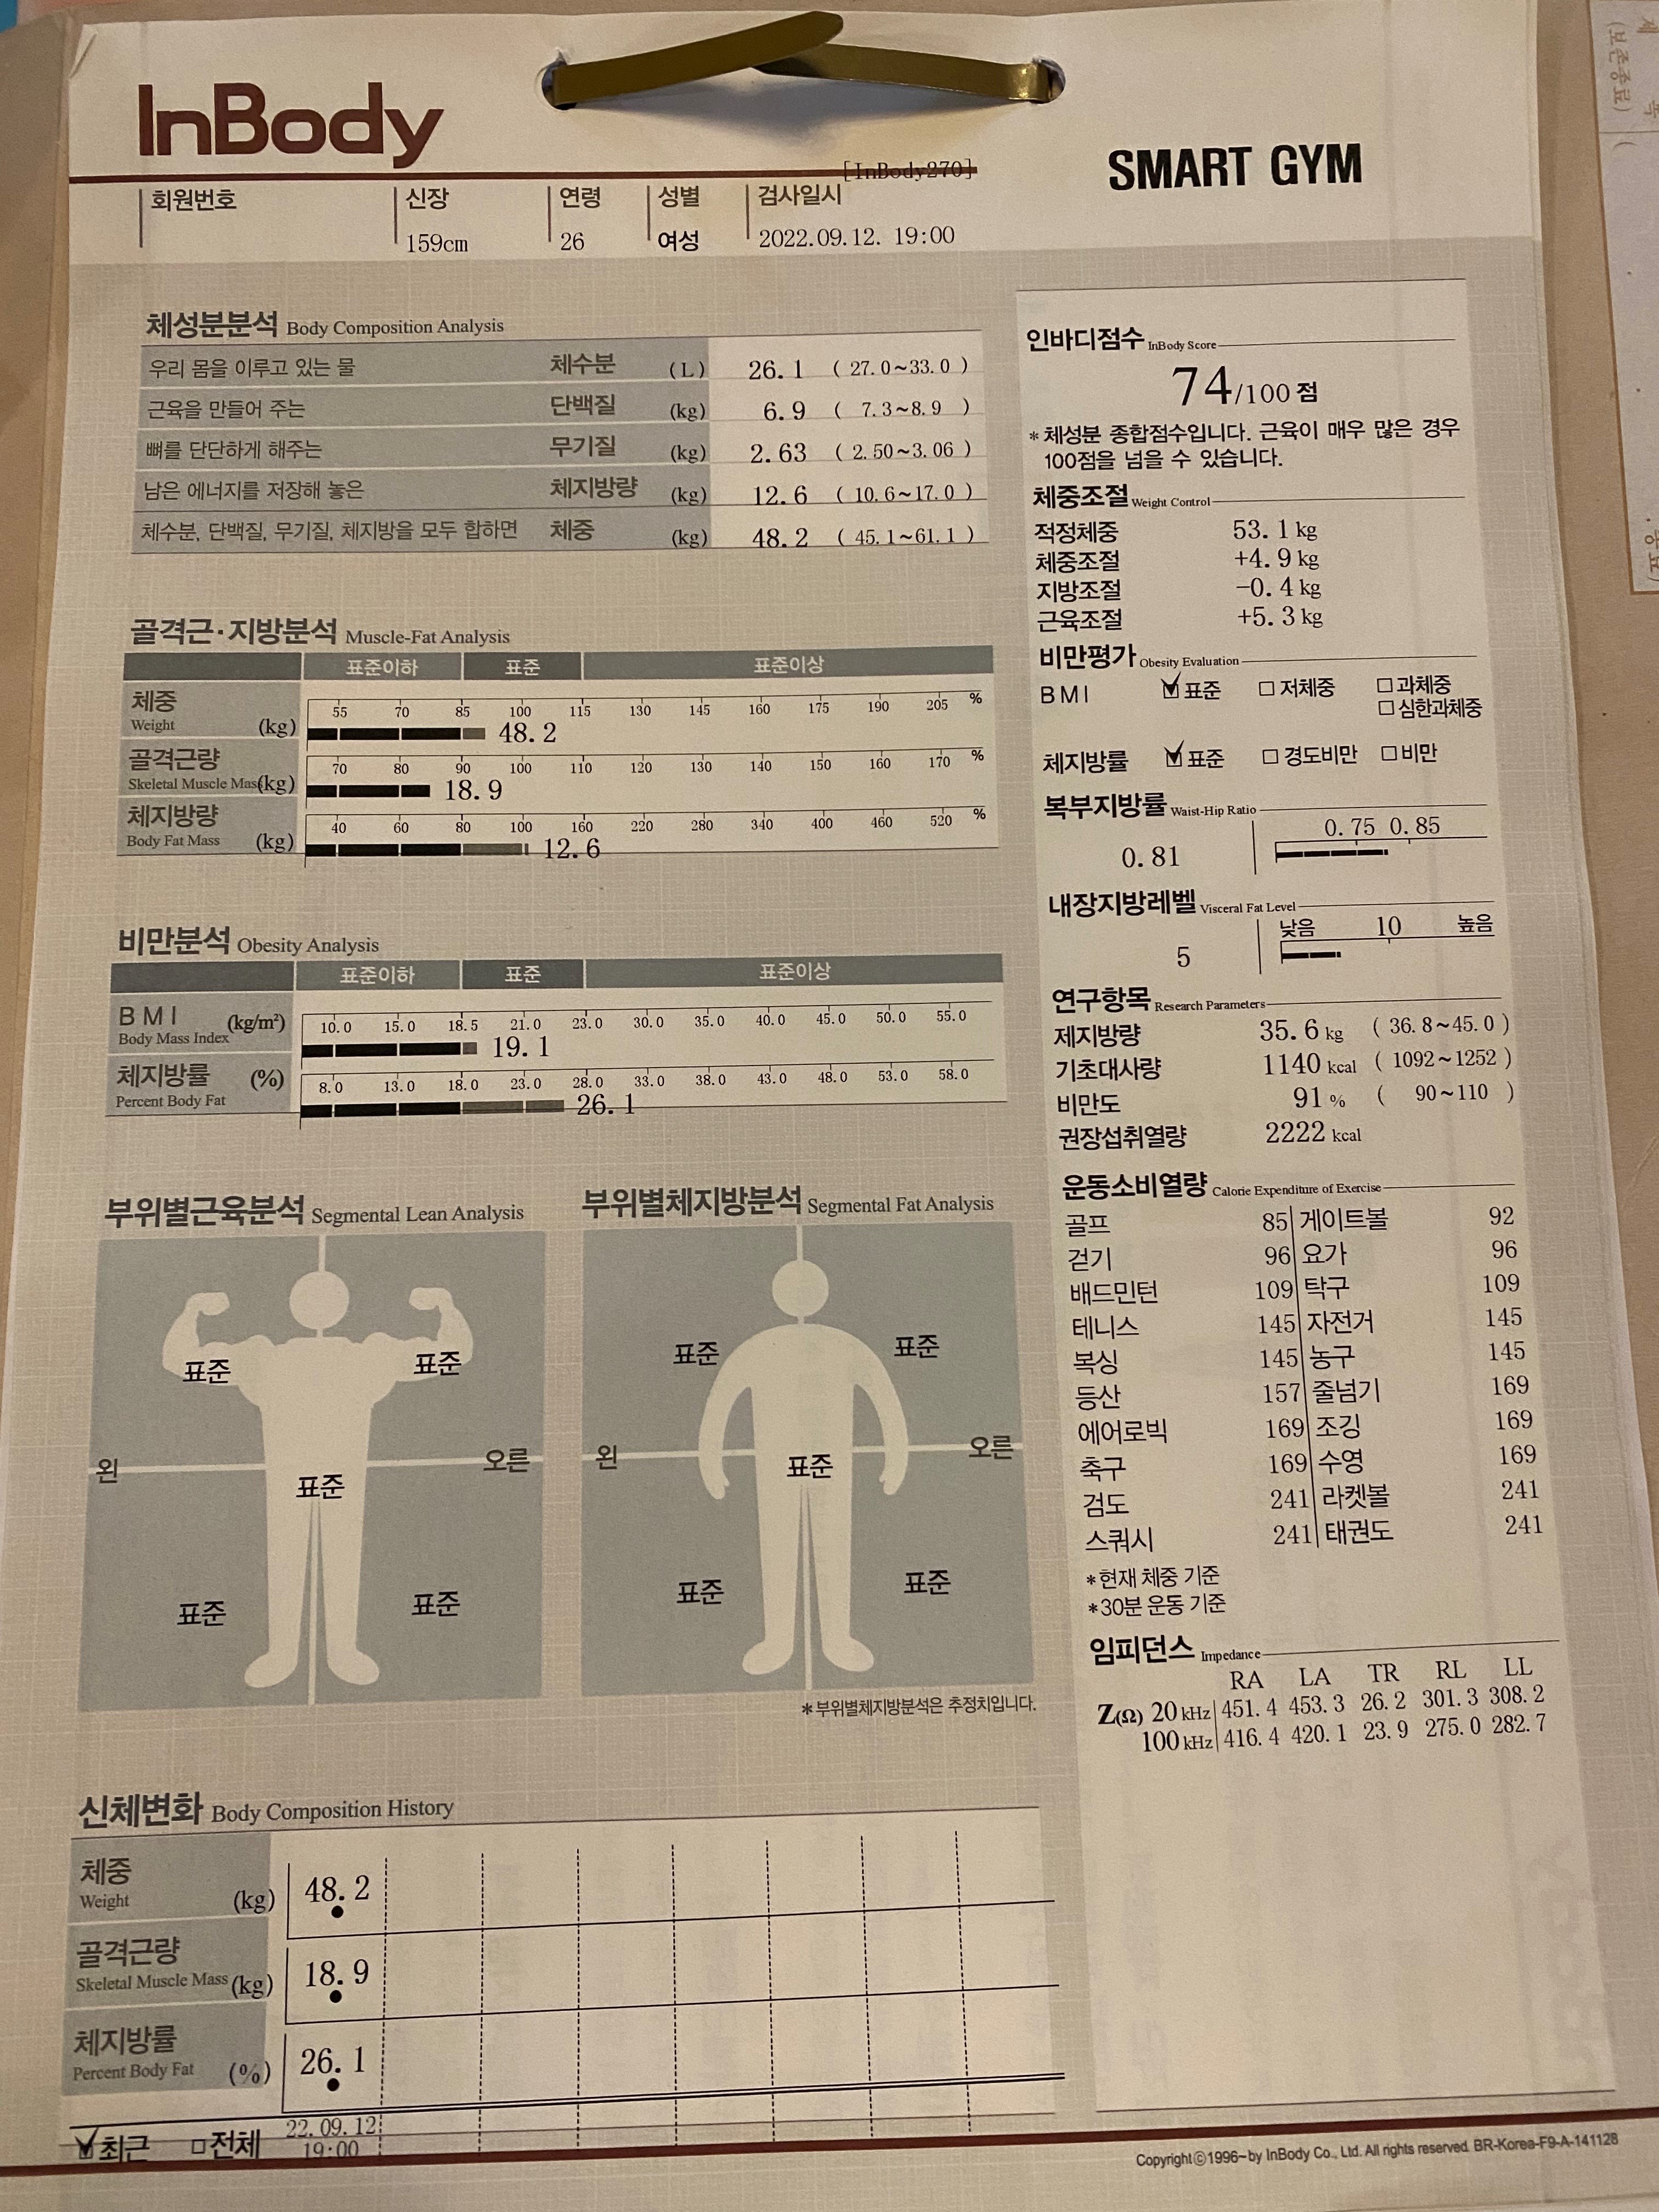 InBody
[InBody270]
SMART GYM
회원번호 신장 연령 성별 검사일시
159cm 26 여성 2022.09.12. 19:00
체성분분석 Body Composition Analysis
우리 몸을 이루고 있는 물 체수분 (L) 26.1 ( 27.0~33.0 )
근육을 만들어 주는 단백질 (kg) 6.9 ( 7.3~8.9 )
뼈를 단단하게 해주는 무기질 (kg) 2.63 ( 2.50~3.06 )
남은 에너지를 저장해 놓은 체지방량 (kg) 12.6 ( 10.6~17.0 )
체수분, 단백질, 무기질, 체지방을 모두 합하면 체중 (kg) 48.2 ( 45.1~61.1 )
골격근·지방분석 Muscle-Fat Analysis
표준이하 표준 표준이상
체중 Weight (kg)
55 70 85 100 115 130 145 160 175 190 205 %
48.2
골격근량 Skeletal Muscle Mass (kg)
70 80 90 100 110 120 130 140 150 160 170 %
18.9
체지방량 Body Fat Mass (kg)
40 60 80 100 160 220 280 340 400 460 520 %
12.6
비만분석 Obesity Analysis
표준이하 표준 표준이상
BMI Body Mass Index (kg/m²)
10.0 15.0 18.5 21.0 23.0 30.0 35.0 40.0 45.0 50.0 55.0
19.1
체지방률 Percent Body Fat (%)
8.0 13.0 18.0 23.0 28.0 33.0 38.0 43.0 48.0 53.0 58.0
26.1
부위별근육분석 Segmental Lean Analysis
표준 표준
왼 오른
표준
표준 표준
부위별체지방분석 Segmental Fat Analysis
표준 표준
왼 오른
표준
표준 표준
*부위별체지방분석은 추정치입니다.
신체변화 Body Composition History
체중 Weight (kg) 48.2
골격근량 Skeletal Muscle Mass (kg) 18.9
체지방률 Percent Body Fat (%) 26.1
최근 전체 22.09.12
19:00
인바디점수 InBody Score
74/100 점
* 체성분 종합점수입니다. 근육이 매우 많은 경우
100점을 넘을 수 있습니다.
체중조절 Weight Control
적정체중 53.1 kg
체중조절 +4.9 kg
지방조절 -0.4 kg
근육조절 +5.3 kg
비만평가 Obesity Evaluation
BMI 표준 저체중 과체중
심한과체중
체지방률 표준 경도비만 비만
복부지방률 Waist-Hip Ratio
0.75 0.85
0.81
내장지방레벨 Visceral Fat Level
낮음 10 높음
5
연구항목 Research Parameters
제지방량 35.6 kg ( 36.8~45.0 )
기초대사량 1140 kcal ( 1092~1252 )
비만도 91 % ( 90~110 )
권장섭취열량 2222 kcal
운동소비열량 Calorie Expenditure of Exercise
골프 85 게이트볼 92
걷기 96 요가 96
배드민턴 109 탁구 109
테니스 145 자전거 145
복싱 145 농구 145
등산 157 줄넘기 169
에어로빅 169 조깅 169
축구 169 수영 169
검도 241 라켓볼 241
스쿼시 241 태권도 241
*현재 체중 기준
*30분 운동 기준
임피던스 Impedance
RA LA TR RL LL
Z(Ω) 20 kHz 451.4 453.3 26.2 301.3 308.2
100 kHz 416.4 420.1 23.9 275.0 282.7
Copyrightⓒ1996~ by InBody Co., Ltd. All rights reserved. BR-Korea-F9-A-141128
(보존종료)